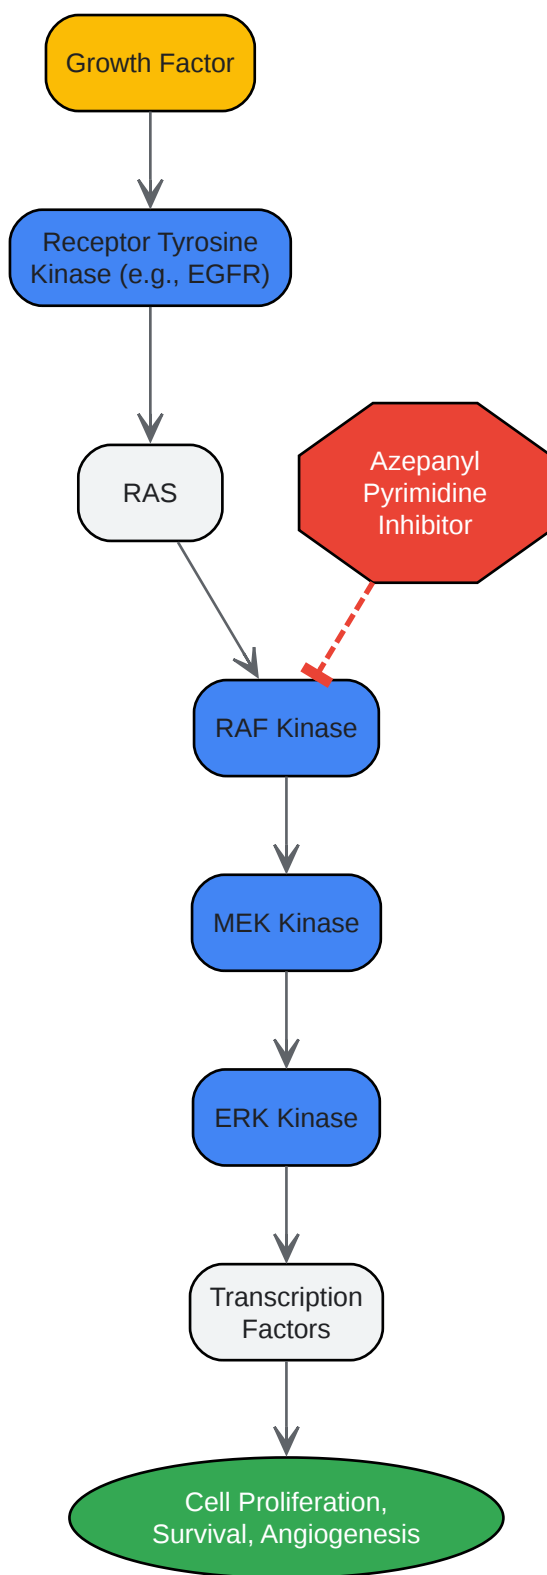 Growth Factor
Receptor Tyrosine
Kinase (e.g., EGFR)
RAS
Azepanyl
Pyrimidine
Inhibitor
RAF Kinase
MEK Kinase
ERK Kinase
Transcription
Factors
Cell Proliferation,
Survival, Angiogenesis